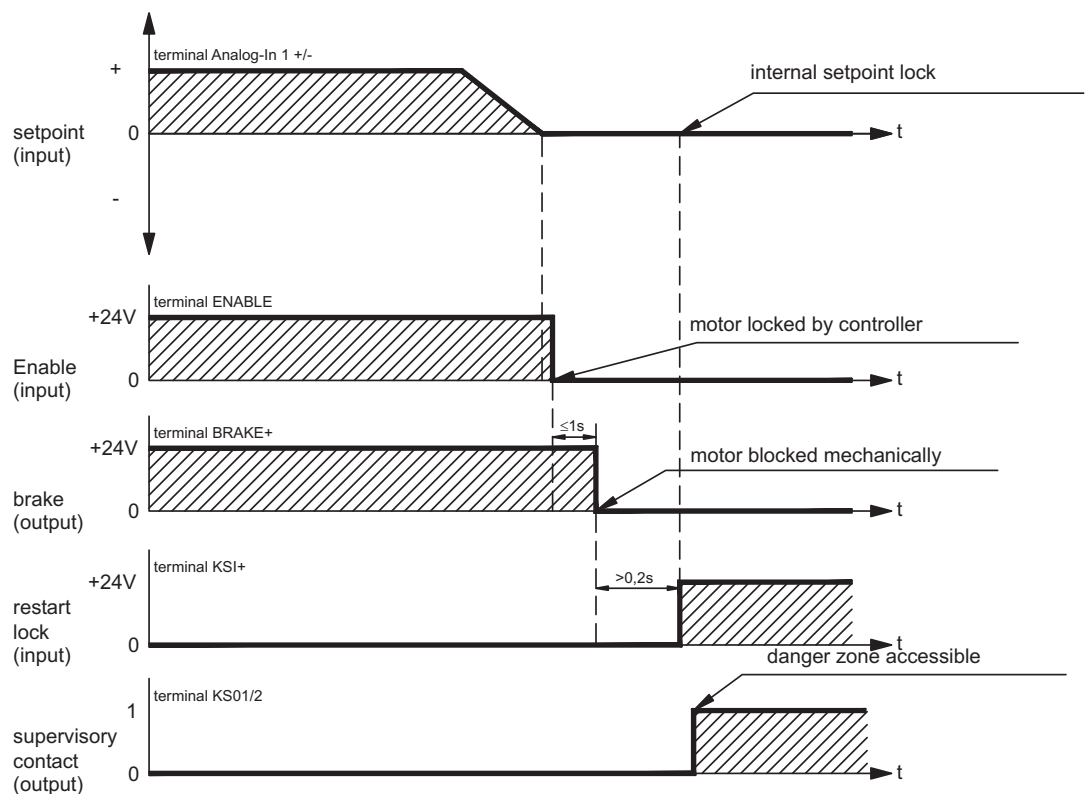 terminal Analog-In 1 +/-
+
internal setpoint lock
setpoint
(input)
0
t
-
terminal ENABLE
+24V
motor locked by controller
Enable
(input)
0
t
≤1s
terminal BRAKE+
+24V
motor blocked mechanically
brake
(output)
0
t
terminal KSI+
+24V
>0,2s
restart
lock
(input)
0
t
danger zone accessible
terminal KS01/2
1
supervisory
contact
(output)
0
t